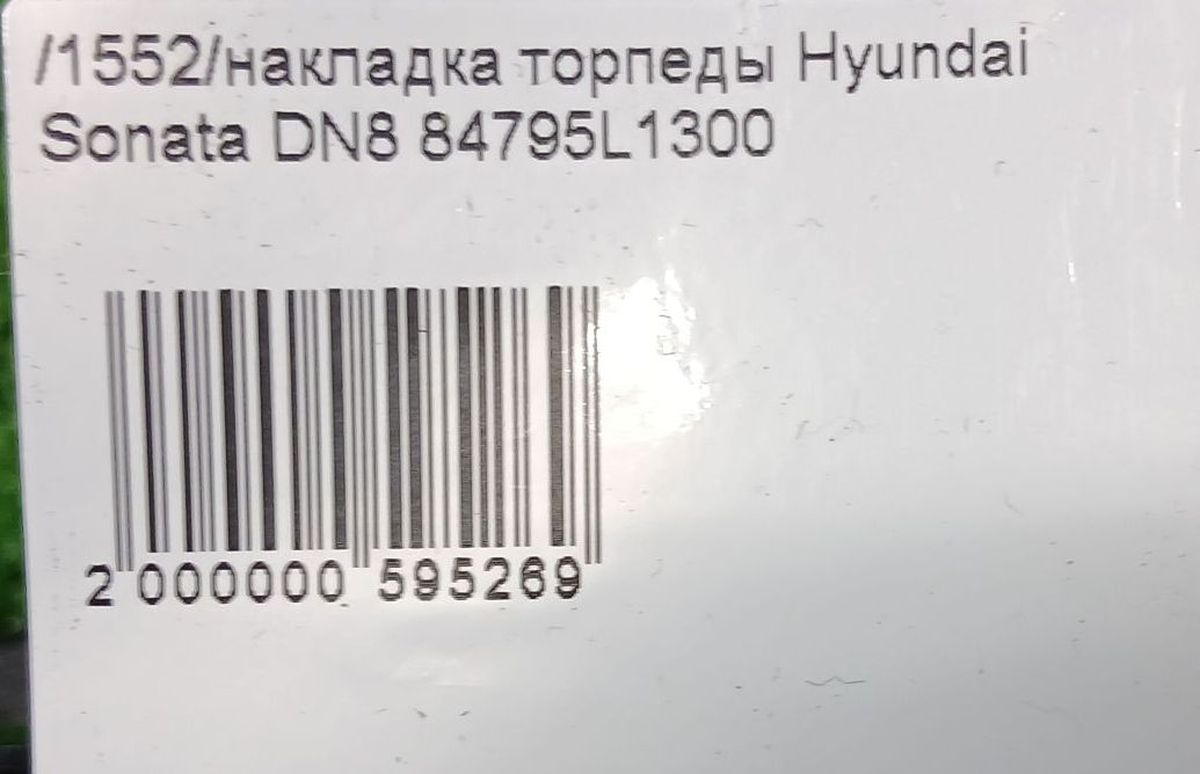 /1552/накладка торпеды Hyundai
Sonata DN8 84795L1300
2 000000 595269